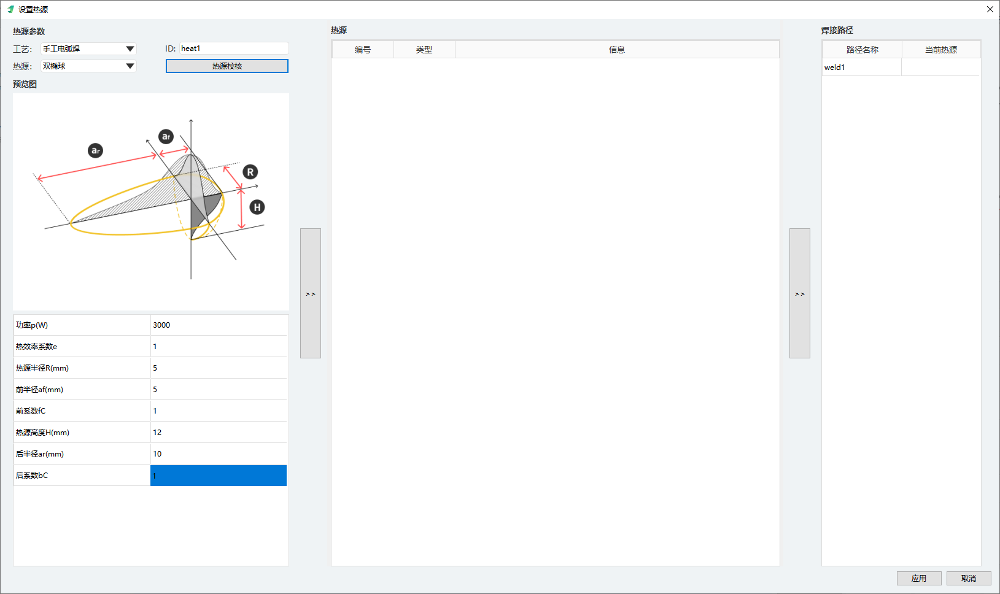 设置热源
热源参数
工艺： 手工电弧焊 ID: heat1
热源： 双椭球 热源校核
预览图
ar
af
R
H
功率p(W) 3000
热效率系数e 1
热源半径R(mm) 5
前半径af(mm) 5
前系数fC 1
热源高度H(mm) 12
后半径ar(mm) 10
后系数bC 1
>>
热源
编号 类型 信息
>>
焊接路径
路径名称 当前热源
weld1
应用 取消